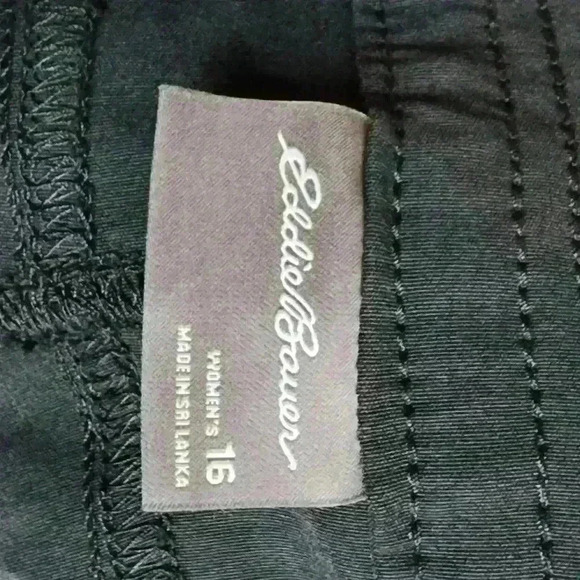 Eddie Bauer
WOMEN'S 16
MADE IN SRI LANKA